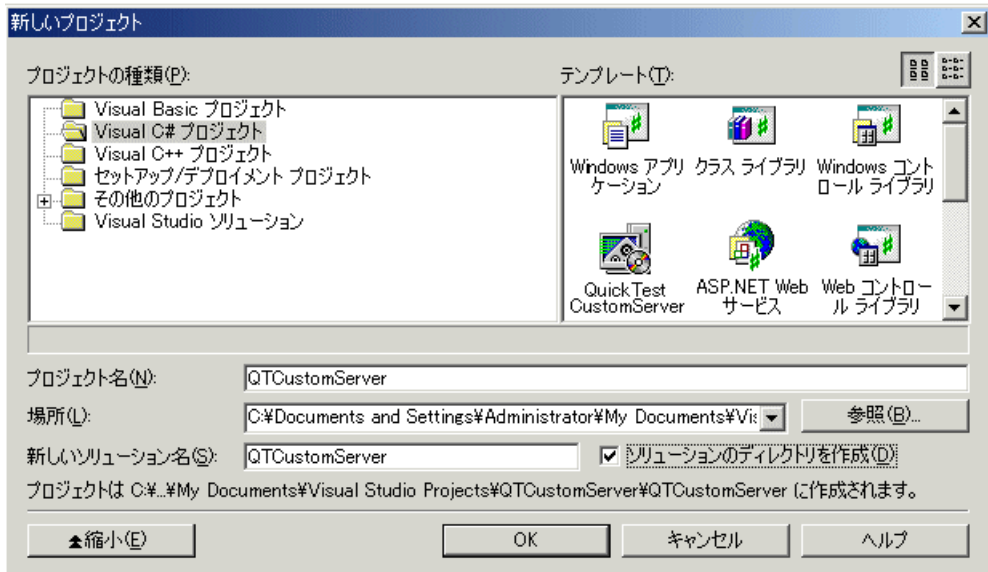 新しいプロジェクト
プロジェクトの種類(P):
Visual Basic プロジェクト
Visual C# プロジェクト
Visual C++ プロジェクト
セットアップ/デプロイメント プロジェクト
その他のプロジェクト
Visual Studio ソリューション
テンプレート(T):
Windows アプリ
ケーション
クラス ライブラリ
Windows コント
ロール ライブラリ
QuickTest
CustomServer
ASP.NET Web
サービス
Web コントロー
ル ライブラリ
プロジェクト名(N):
QTCustomServer
場所(L):
C:¥Documents and Settings¥Administrator¥My Documents¥Vis
参照(B)...
新しいソリューション名(S):
QTCustomServer
ソリューションのディレクトリを作成(D)
プロジェクトは C:¥...¥My Documents¥Visual Studio Projects¥QTCustomServer¥QTCustomServer に作成されます。
縮小(E)
OK
キャンセル
ヘルプ